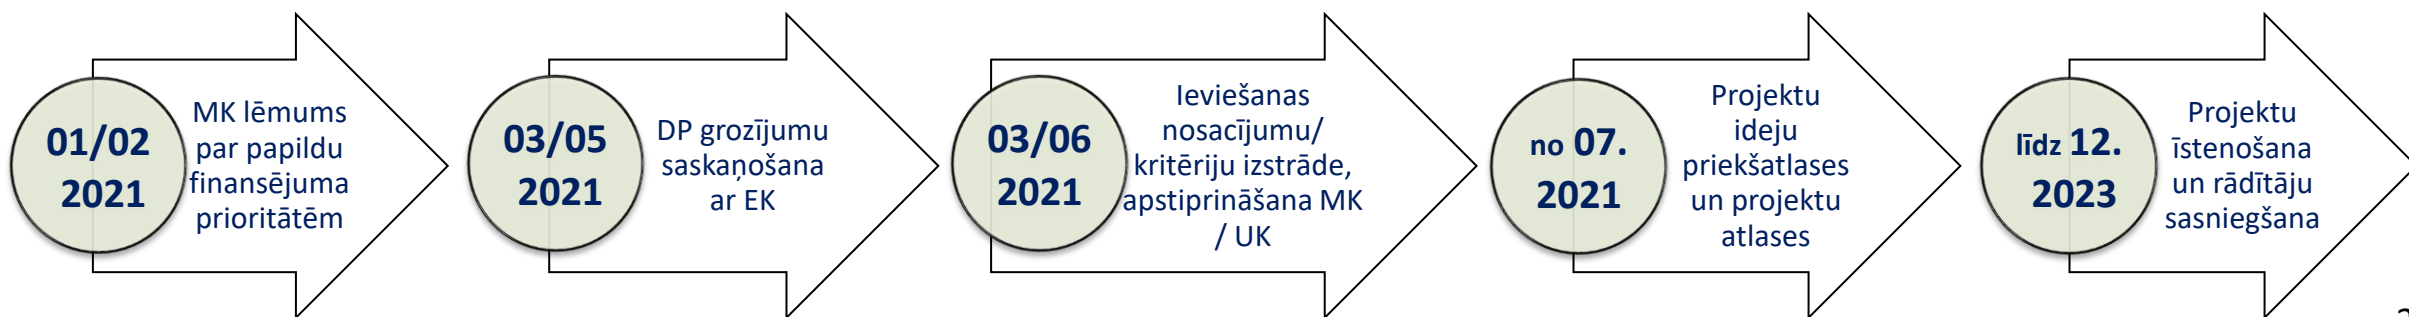 01/02
2021
MK lēmums
par papildu
finansējuma
prioritātēm
03/05
2021
DP grozījumu
saskaņošana
ar EK
03/06
2021
Ieviešanas
nosacījumu/
kritēriju izstrāde,
apstiprināšana MK
/ UK
no 07.
2021
Projektu
ideju
priekšatlases
un projektu
atlases
līdz 12.
2023
Projektu
īstenošana
un rādītāju
sasniegšana